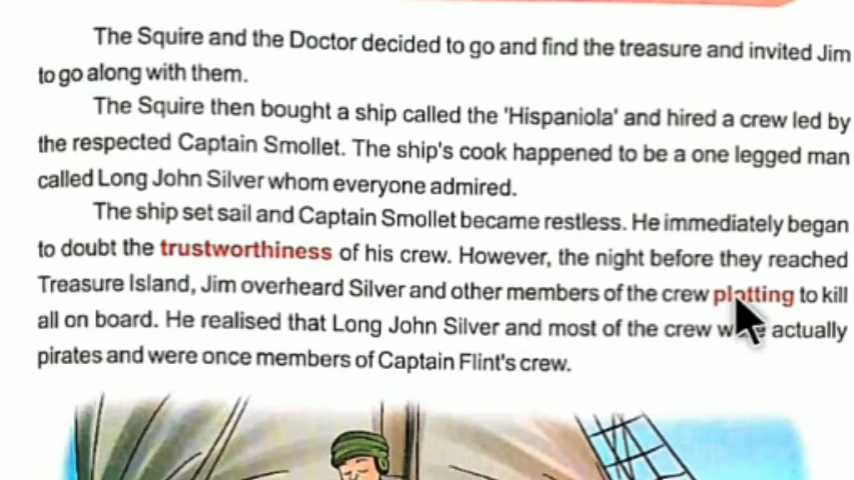 The Squire and the Doctor decided to go and find the treasure and invited Jim
to go along with them.
The Squire then bought a ship called the 'Hispaniola' and hired a crew led by
the respected Captain Smollet. The ship's cook happened to be a one legged man
called Long John Silver whom everyone admired.
The ship set sail and Captain Smollet became restless. He immediately began
to doubt the trustworthiness of his crew. However, the night before they reached
Treasure Island, Jim overheard Silver and other members of the crew plotting to kill
all on board. He realised that Long John Silver and most of the crew were actually
pirates and were once members of Captain Flint's crew.